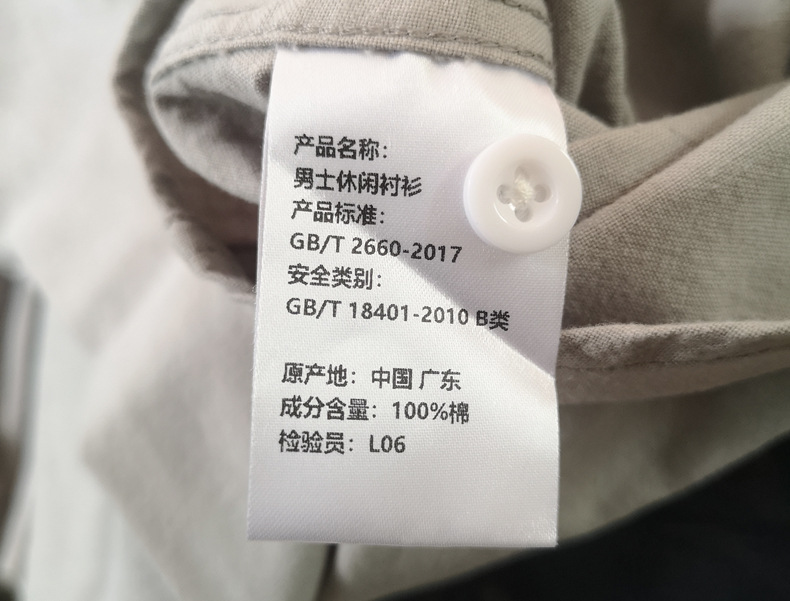 产品名称：
男士休闲衬衫
产品标准：
GB/T 2660-2017
安全类别：
GB/T 18401-2010 B类
原产地：中国 广东
成分含量：100%棉
检验员：L06